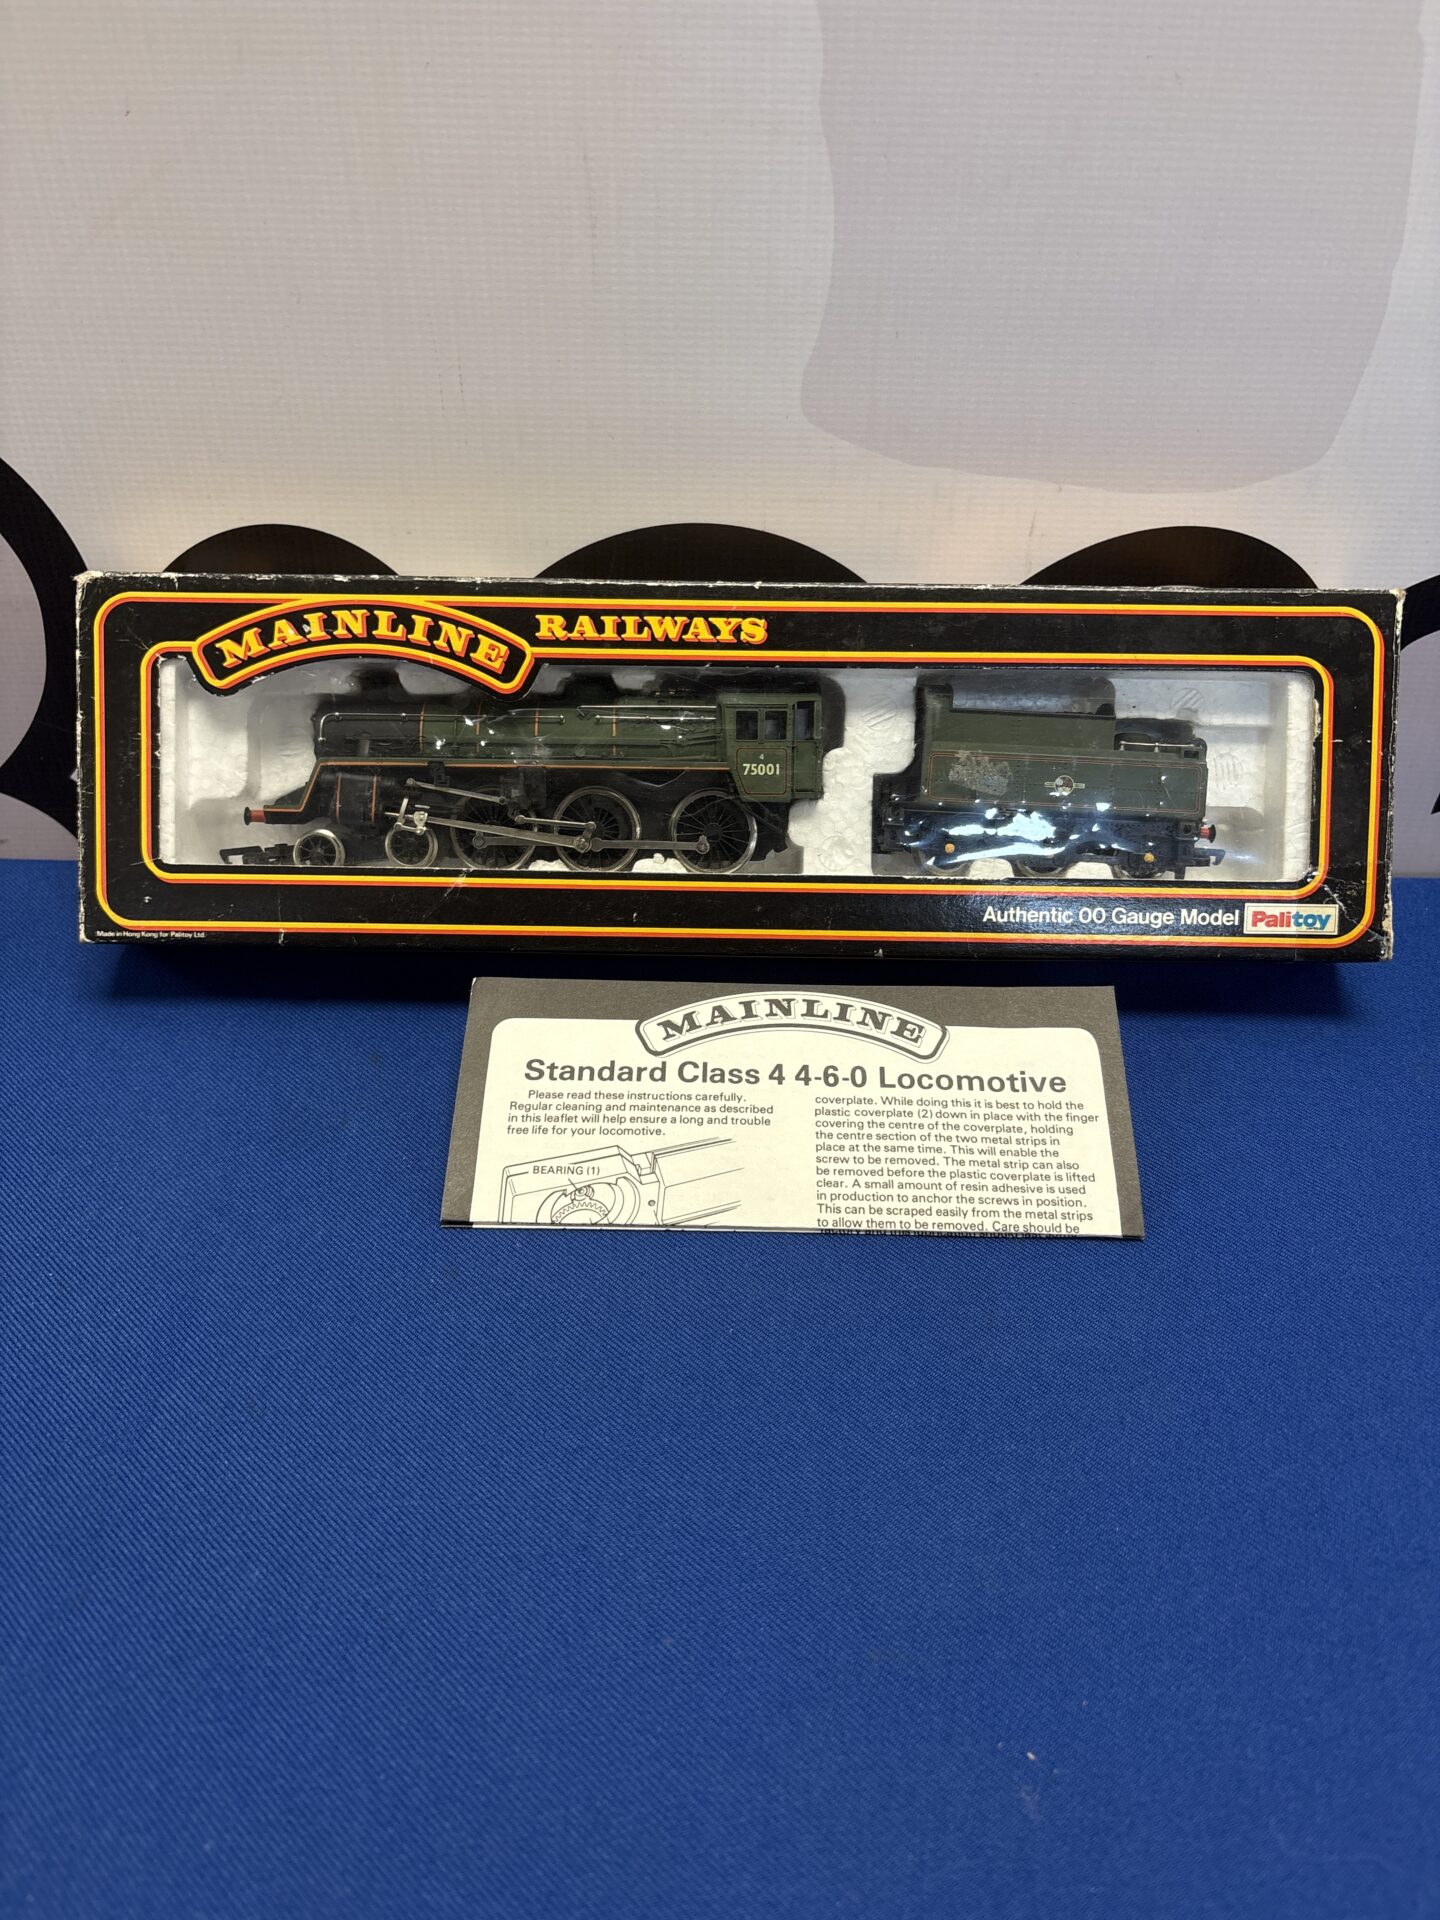 MAINLINE RAILWAYS
4
75001
Authentic OO Gauge Model Palitoy
Made in Hong Kong for Palitoy Ltd.
MAINLINE
Standard Class 4 4-6-0 Locomotive
Please read these instructions carefully.
Regular cleaning and maintenance as described
in this leaflet will help ensure a long and trouble
free life for your locomotive.
BEARING (1)
coverplate. While doing this it is best to hold the
plastic coverplate (2) down in place with the finger
covering the centre of the coverplate, holding
the centre section of the two metal strips in
place at the same time. This will enable the
screw to be removed. The metal strip can also
be removed before the plastic coverplate is lifted
clear. A small amount of resin adhesive is used
in production to anchor the screws in position.
This can be scraped easily from the metal strips
to allow them to be removed. Care should be